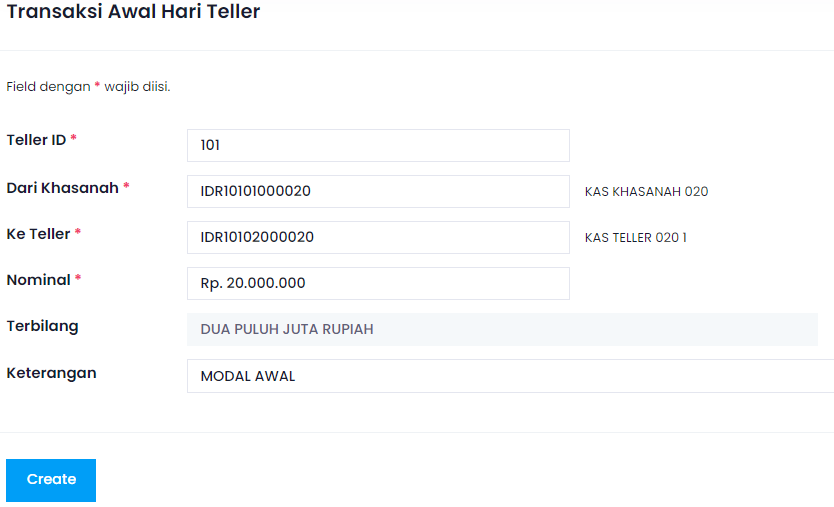 Transaksi Awal Hari Teller
Field dengan * wajib diisi.
Teller ID * 101
Dari Khasanah * IDR10101000020 KAS KHASANAH 020
Ke Teller * IDR10102000020 KAS TELLER 020 1
Nominal * Rp. 20.000.000
Terbilang DUA PULUH JUTA RUPIAH
Keterangan MODAL AWAL
Create